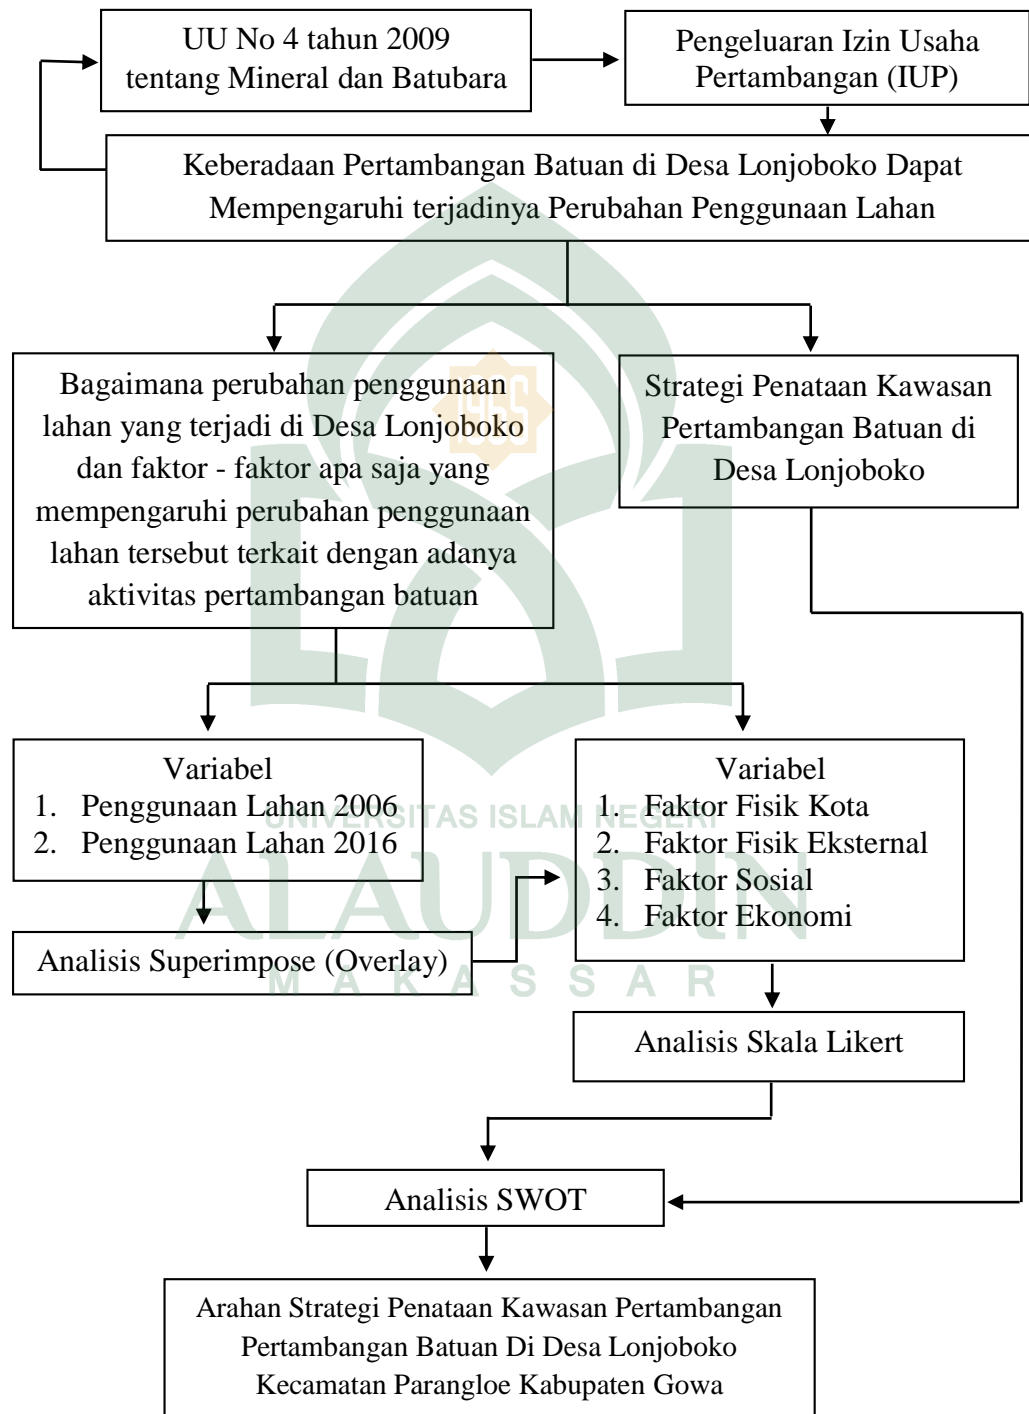 UU No 4 tahun 2009
tentang Mineral dan Batubara
Pengeluaran Izin Usaha
Pertambangan (IUP)
Keberadaan Pertambangan Batuan di Desa Lonjoboko Dapat
Mempengaruhi terjadinya Perubahan Penggunaan Lahan
Bagaimana perubahan penggunaan
lahan yang terjadi di Desa Lonjoboko
dan faktor - faktor apa saja yang
mempengaruhi perubahan penggunaan
lahan tersebut terkait dengan adanya
aktivitas pertambangan batuan
Strategi Penataan Kawasan
Pertambangan Batuan di
Desa Lonjoboko
1965
Variabel
1. Penggunaan Lahan 2006
2. Penggunaan Lahan 2016
Variabel
1. Faktor Fisik Kota
2. Faktor Fisik Eksternal
3. Faktor Sosial
4. Faktor Ekonomi
UNIVERSITAS ISLAM NEGERI
ALAUDDIN
MAKASSAR
Analisis Superimpose (Overlay)
Analisis Skala Likert
Analisis SWOT
Arahan Strategi Penataan Kawasan Pertambangan
Pertambangan Batuan Di Desa Lonjoboko
Kecamatan Parangloe Kabupaten Gowa